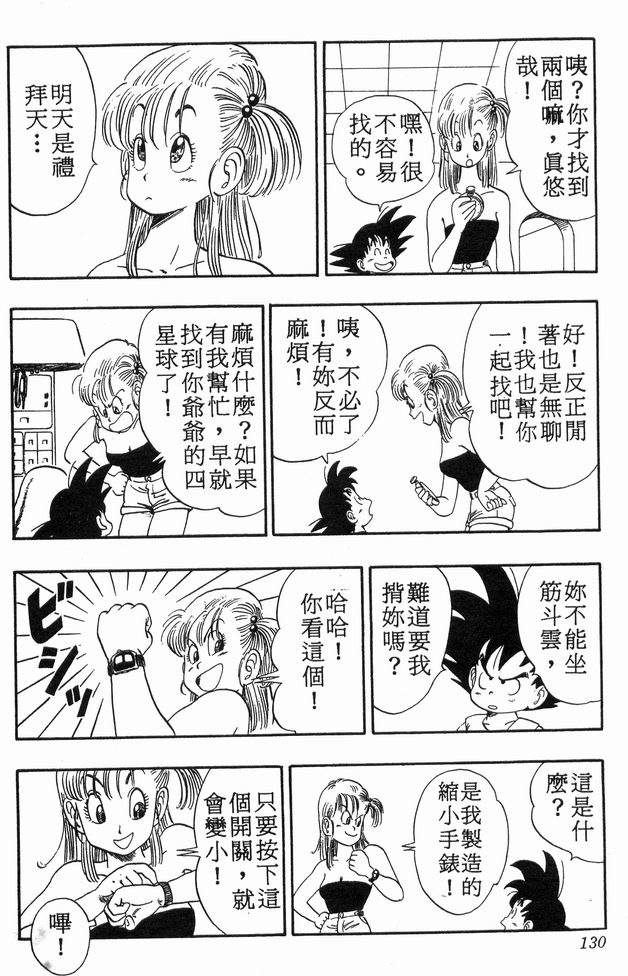 咦？你才找到
兩個嘛，真悠
哉！
嘿！很
不容易
找的。
明天是禮
拜天…
好！反正閒
著也是無聊
！我也幫你
一起找吧！
咦，不必了
！有妳反而
麻煩！
麻煩什麼？如果
有我幫忙，早就
找到你爺爺的四
星球了！
妳不能坐
筋斗雲，
難道要我
揹妳嗎？
哈哈！
你看這個！
ビッ
這是什
麼？
是我製造的
縮小手錶！
只要按下這
個開關，就
會變小！
嗶！
130